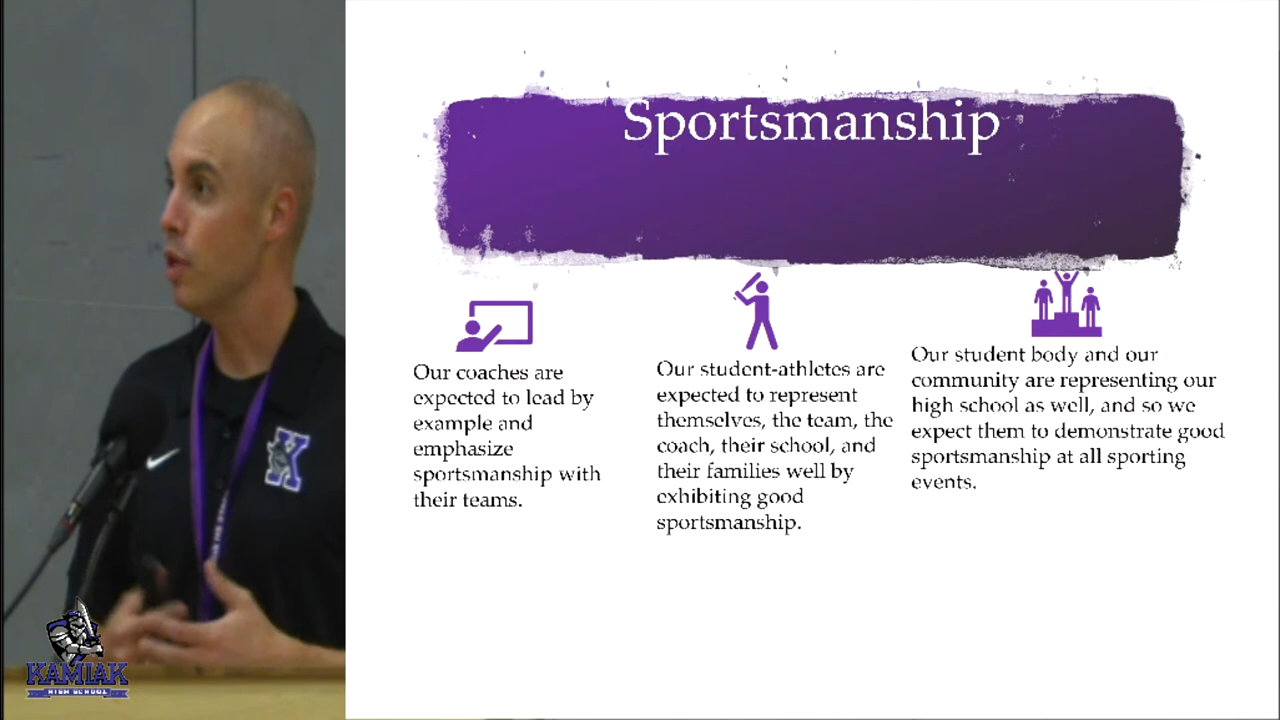 Sportsmanship
Our coaches are
expected to lead by
example and
emphasize
sportsmanship with
their teams.
Our student-athletes are
expected to represent
themselves, the team, the
coach, their school, and
their families well by
exhibiting good
sportsmanship.
Our student body and our
community are representing our
high school as well, and so we
expect them to demonstrate good
sportsmanship at all sporting
events.
K
KAMIAK
HIGH SCHOOL